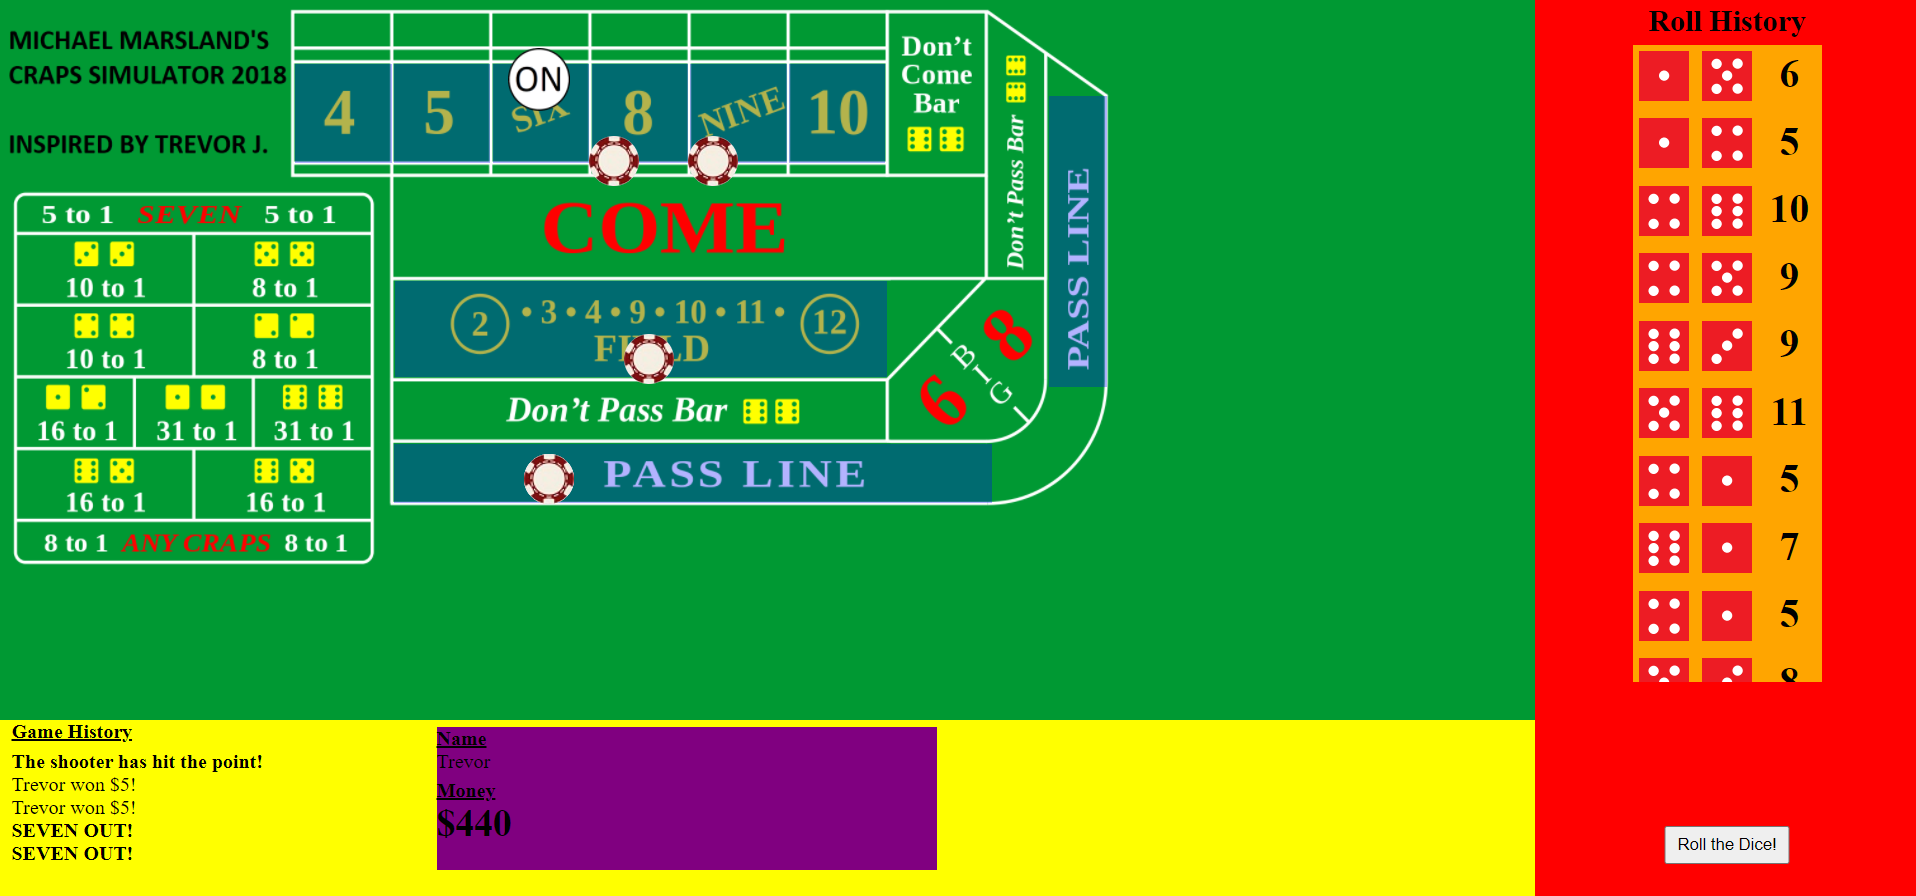 MICHAEL MARSLAND'S
CRAPS SIMULATOR 2018
INSPIRED BY TREVOR J.
4 5 SIX 8 NINE 10
ON
Don't
Come
Bar
Don't Pass Bar
PASS LINE
COME
2 • 3 • 4 • 9 • 10 • 11 • 12
Don't Pass Bar
PASS LINE
6 BIG 8
5 to 1 SEVEN 5 to 1
10 to 1 8 to 1
10 to 1 8 to 1
16 to 1 31 to 1 31 to 1
16 to 1 16 to 1
8 to 1 ANY CRAPS 8 to 1
Roll History
6
5
10
9
9
11
5
7
5
8
Roll the Dice!
Game History
The shooter has hit the point!
Trevor won $5!
Trevor won $5!
SEVEN OUT!
SEVEN OUT!
Name
Trevor
Money
$440